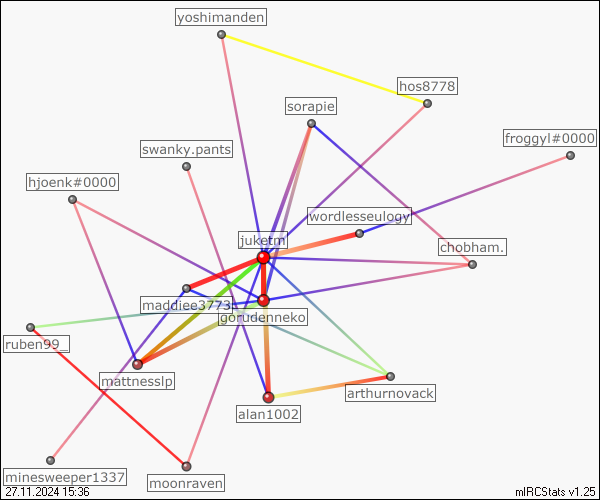 yoshimanden
hos8778
sorapie
froggyl#0000
swanky.pants
hjoenk#0000
wordlesseulogy
juketm
chobham.
maddiee3773
gorudenneko
ruben99_
mattnesslp
arthurnovack
alan1002
minesweeper1337
moonraven
27.11.2024 15:36
mIRCStats v1.25